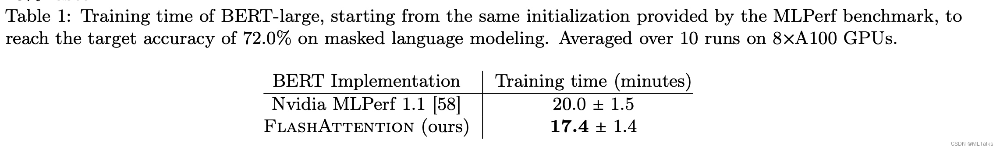 Table 1: Training time of BERT-large, starting from the same initialization provided by the MLPerf benchmark, to
reach the target accuracy of 72.0% on masked language modeling. Averaged over 10 runs on 8×A100 GPUs.
BERT Implementation | Training time (minutes)
Nvidia MLPerf 1.1 [58] | 20.0 ± 1.5
FLASHATTENTION (ours) | 17.4 ± 1.4
CSDN @MLTalks